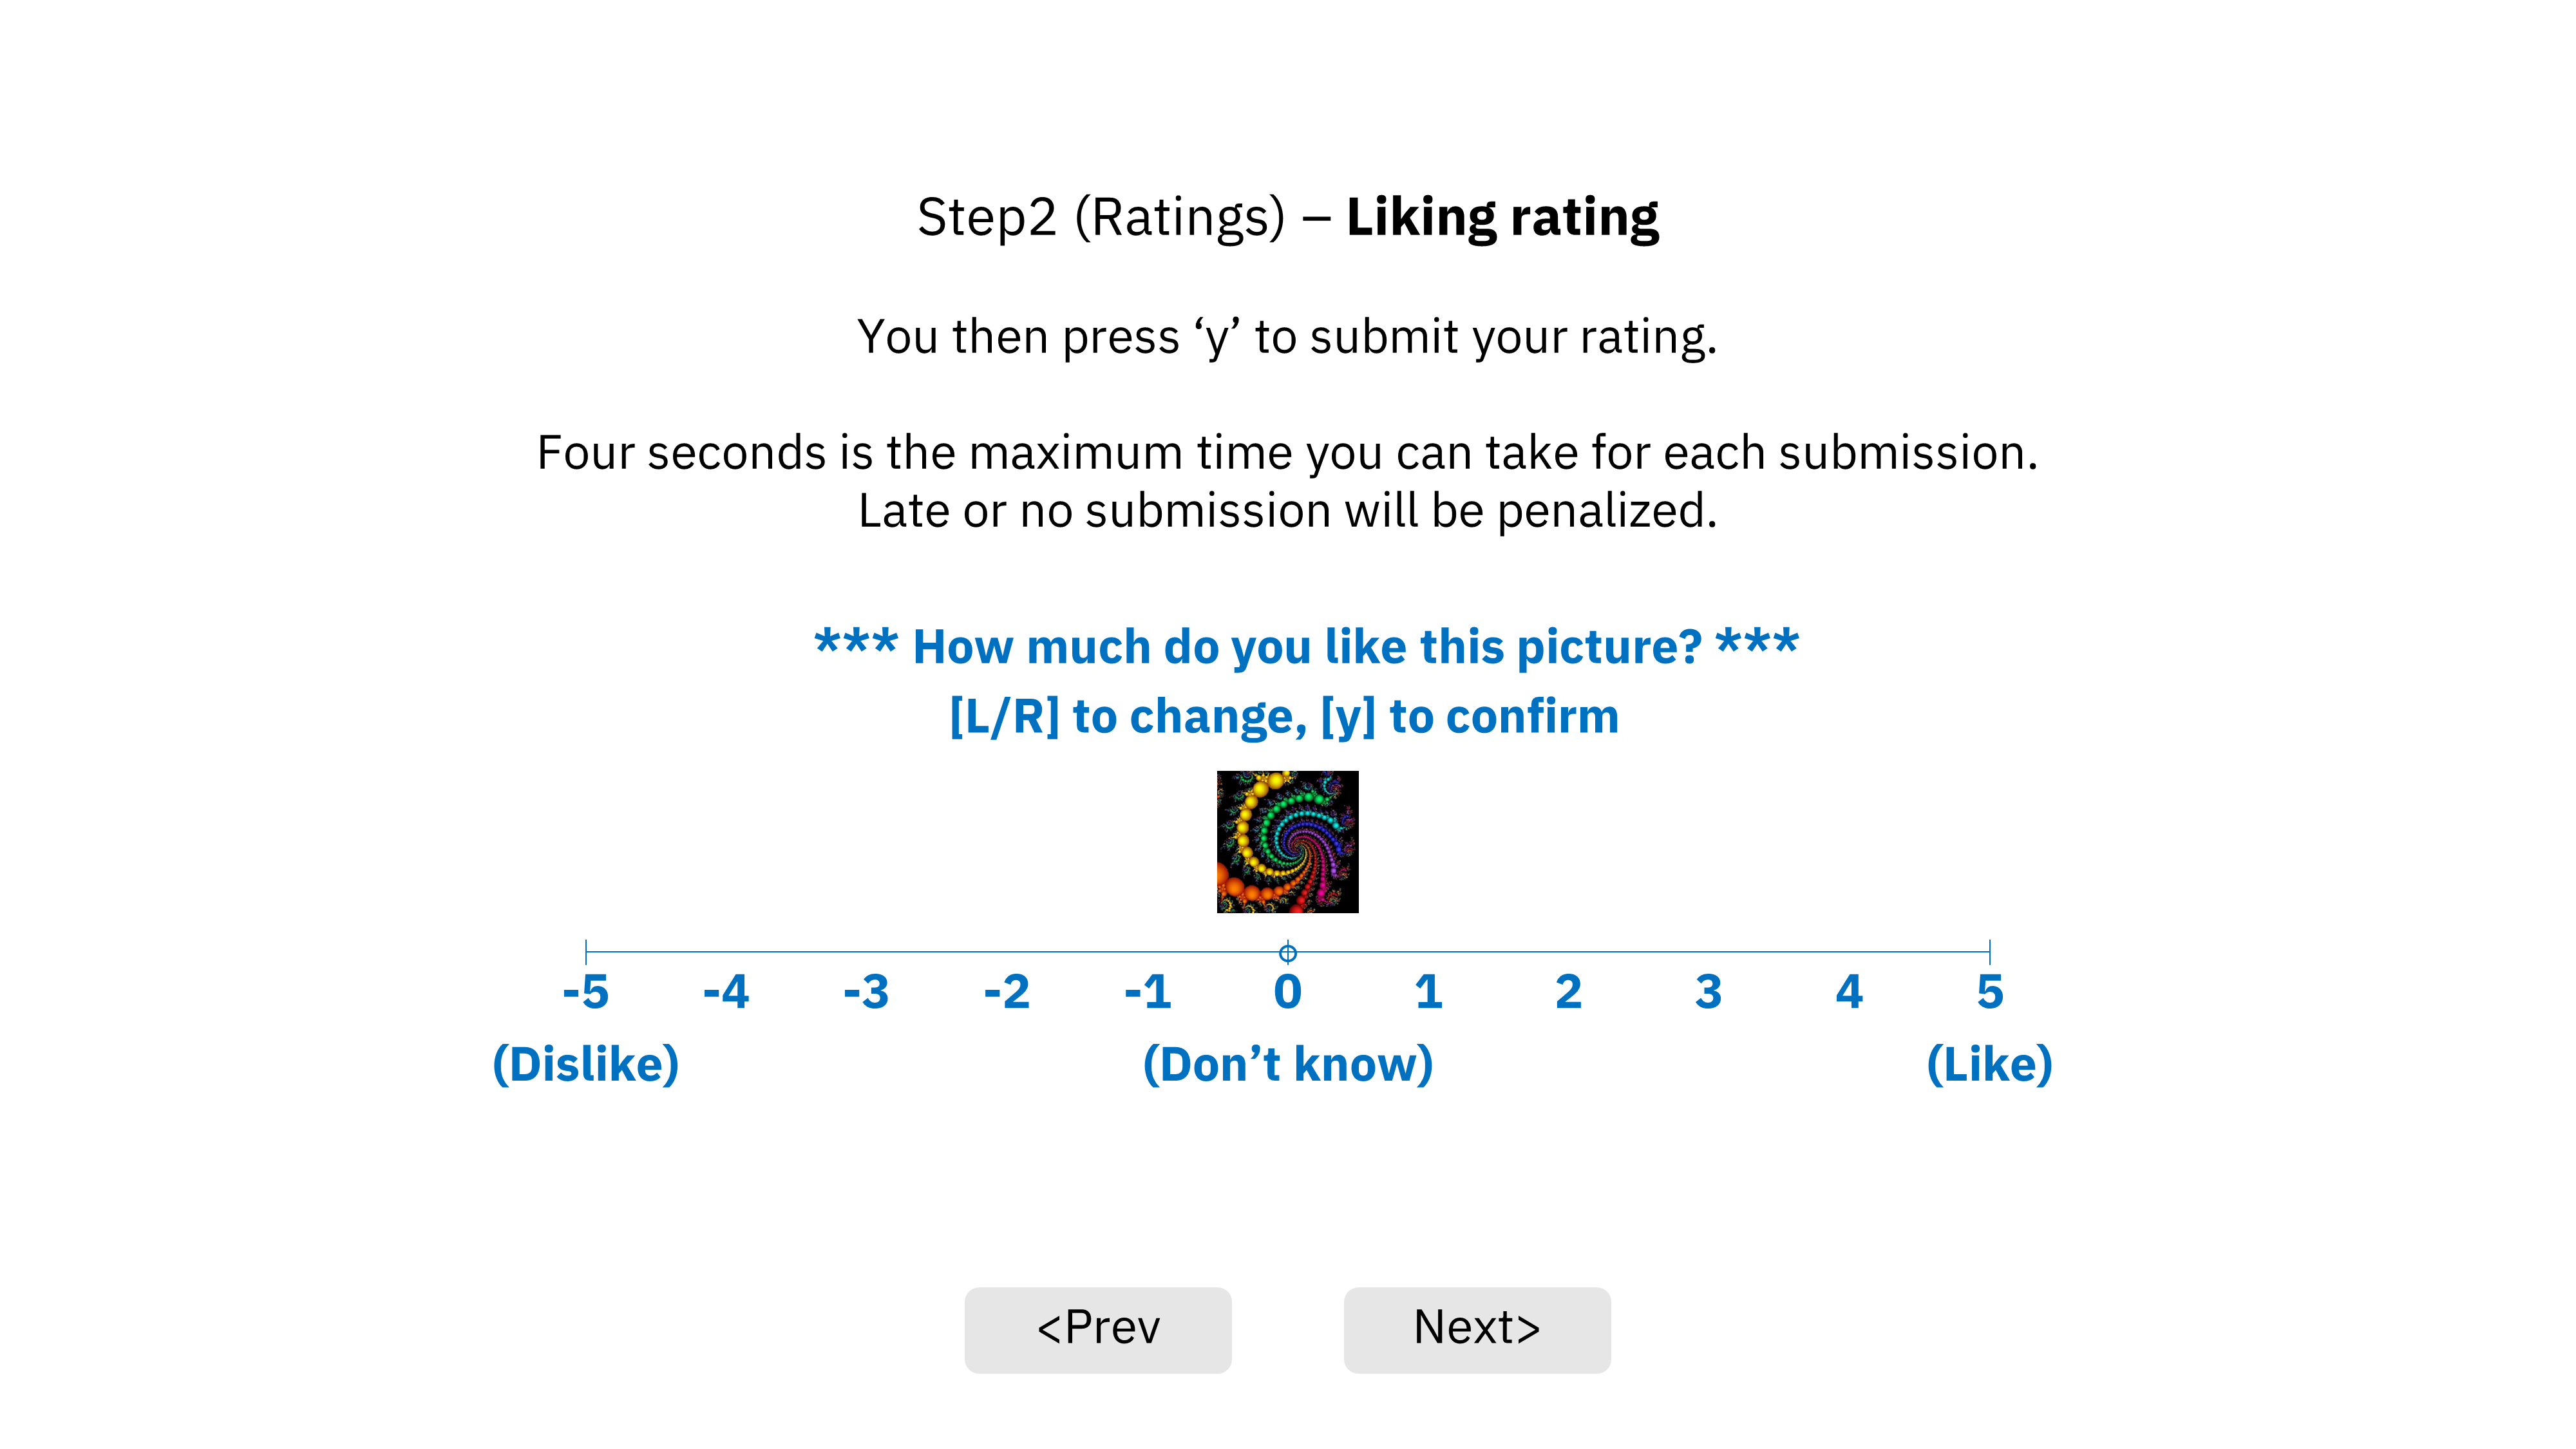 Step2 (Ratings) – Liking rating
You then press ‘y’ to submit your rating.
Four seconds is the maximum time you can take for each submission.
Late or no submission will be penalized.
*** How much do you like this picture? ***
[L/R] to change, [y] to confirm
-5 -4 -3 -2 -1 0 1 2 3 4 5
(Dislike) (Don’t know) (Like)
<Prev Next>